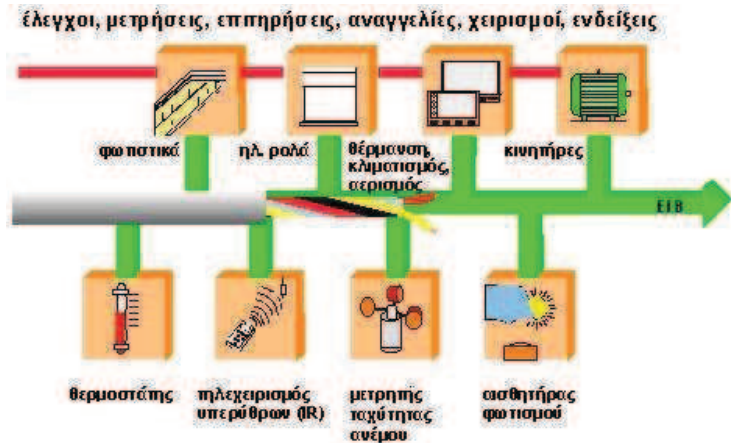 έλεγχοι, μετρήσεις, επιτηρήσεις, αναγγελίες, χειρισμοί, ενδείξεις
φωτιστικά
ηλ. ρολά
θέρμανση,
κλιματισμός,
αερισμός
κινητήρες
EIB
θερμοστάτης
τηλεχειρισμός
υπερύθρων (IR)
μετρητής
ταχύτητας
ανέμου
αισθητήρας
φωτισμού